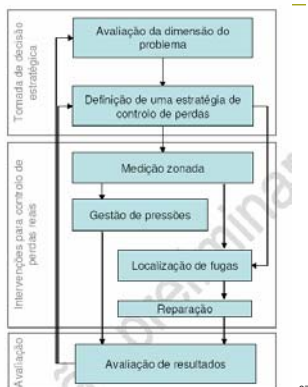 Tomada de decisão
estratégica
Avaliação da dimensão do
problema
Definição de uma estratégia de
controlo de perdas
Intervenções para controlo de
perdas reais
Medição zonada
Gestão de pressões
Localização de fugas
Reparação
Avaliação
Avaliação de resultados
preliminar